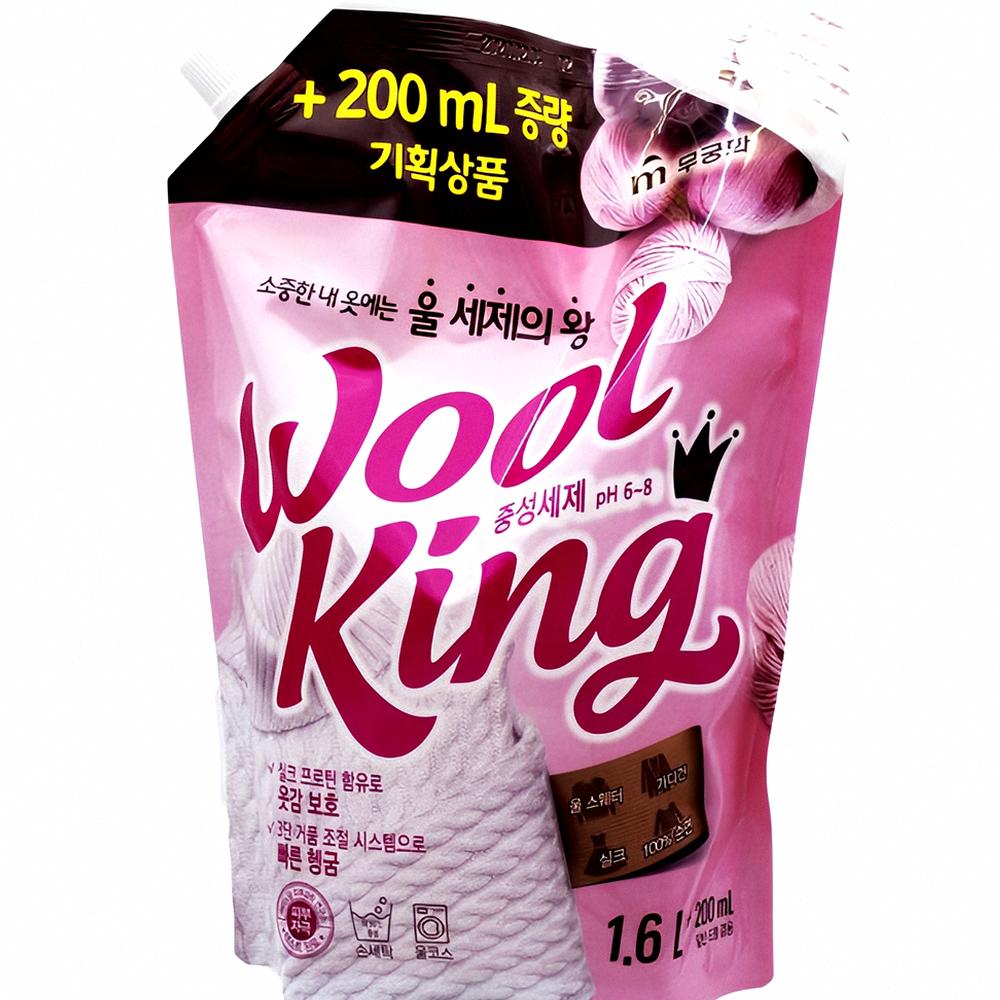 + 200 mL 증량
기획상품
무궁화
소중한 내 옷에는 울 세제의 왕
Wool
중성세제 pH 6~8
King
✓ 실크 프로틴 함유로
옷감 보호
✓ 3단 거품 조절 시스템으로
빠른 헹굼
울 스웨터
가디건
실크
100% 순면
피부
자극
손세탁
울코스
1.6 L + 200 mL